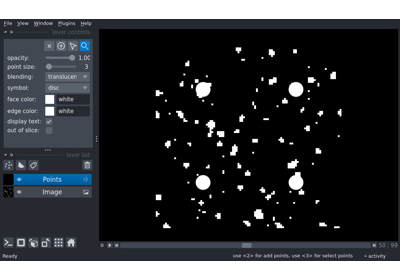 File View Window Plugins Help
layer controls
opacity: 1.00
point size: 3
blending: translucen
symbol: disc
face color: white
edge color: white
display text:
out of slice:
layer list
Points
Image
0 50 99
Ready use <2> for add points, use <3> for select points activity